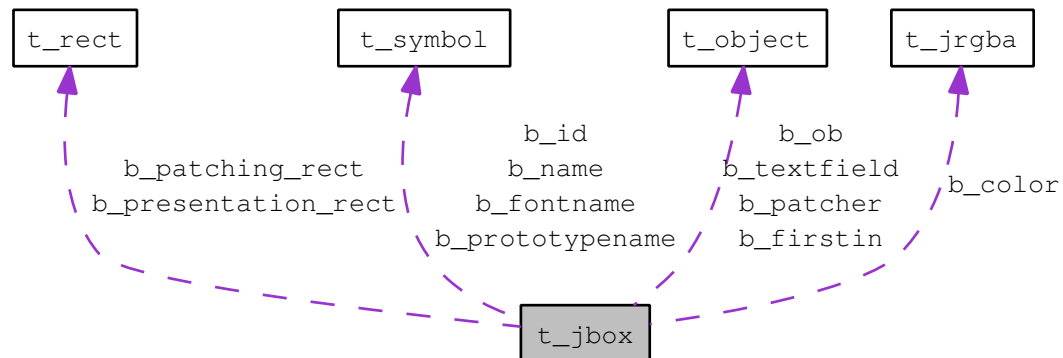 t_rect
t_symbol
t_object
t_jrgba
b_patching_rect
b_presentation_rect
b_id
b_name
b_fontname
b_prototypename
b_ob
b_textfield
b_patcher
b_firstin
b_color
t_jbox